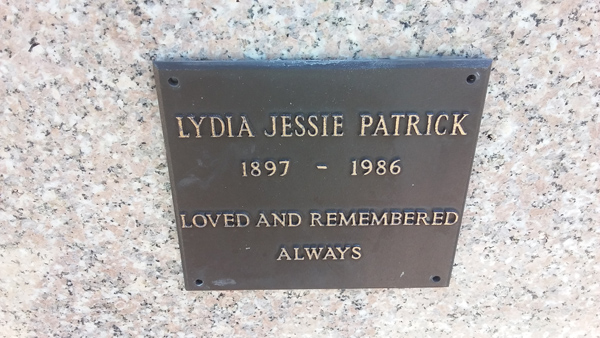 LYDIA JESSIE PATRICK
1897 - 1986
LOVED AND REMEMBERED
ALWAYS